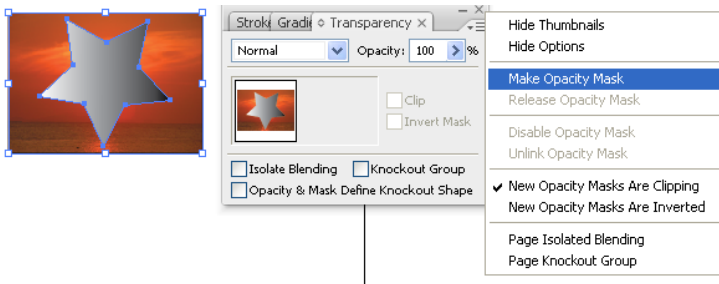 Stroke Gradi Transparency ×
Normal Opacity: 100 %
Clip
Invert Mask
Isolate Blending Knockout Group
Opacity & Mask Define Knockout Shape
Hide Thumbnails
Hide Options
Make Opacity Mask
Release Opacity Mask
Disable Opacity Mask
Unlink Opacity Mask
New Opacity Masks Are Clipping
New Opacity Masks Are Inverted
Page Isolated Blending
Page Knockout Group